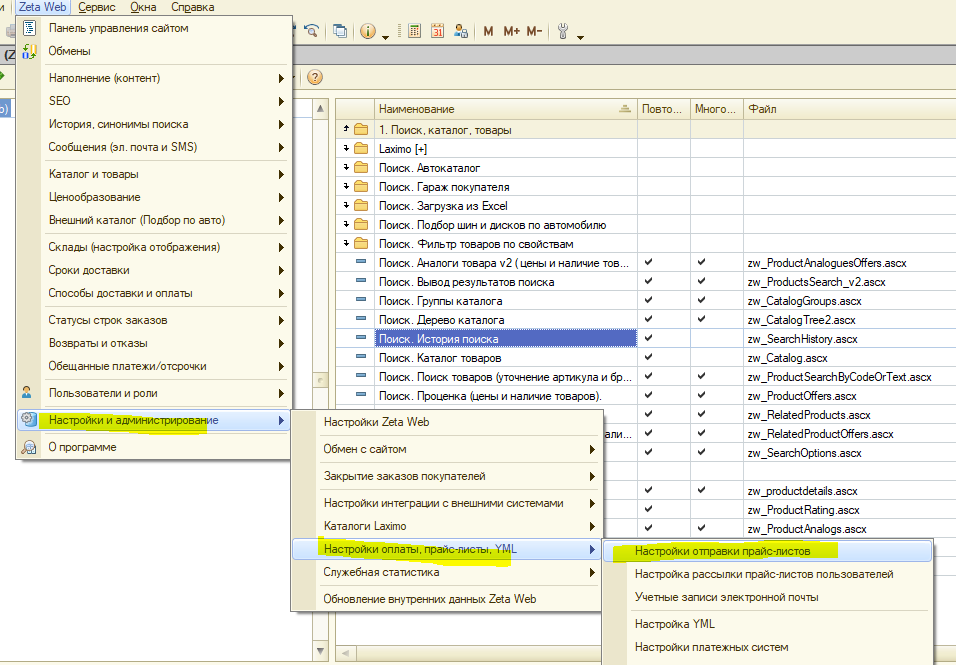 и Zeta Web Сервис Окна Справка
31 M M+ M-
Панель управления сайтом
Обмены
Наполнение (контент)
SEO
История, синонимы поиска
Сообщения (эл. почта и SMS)
Каталог и товары
Ценообразование
Внешний каталог (Подбор по авто)
Склады (настройка отображения)
Сроки доставки
Способы доставки и оплаты
Статусы строк заказов
Возвраты и отказы
Обещанные платежи/отсрочки
Пользователи и роли
Настройки и администрирование
О программе
Наименование Повто... Много... Файл
1. Поиск, каталог, товары
Laximo [+]
Поиск. Автокаталог
Поиск. Гараж покупателя
Поиск. Загрузка из Excel
Поиск. Подбор шин и дисков по автомобилю
Поиск. Фильтр товаров по свойствам
Поиск. Аналоги товара v2 ( цены и наличие тов... ✔ ✔ zw_ProductAnaloguesOffers.ascx
Поиск. Вывод результатов поиска ✔ ✔ zw_ProductsSearch_v2.ascx
Поиск. Группы каталога ✔ ✔ zw_CatalogGroups.ascx
Поиск. Дерево каталога ✔ ✔ zw_CatalogTree2.ascx
Поиск. История поиска ✔ zw_SearchHistory.ascx
Поиск. Каталог товаров ✔ zw_Catalog.ascx
Поиск. Поиск товаров (уточнение артикула и бр... ✔ ✔ zw_ProductSearchByCodeOrText.ascx
Поиск. Проценка (цены и наличие товаров). ✔ ✔ zw_ProductOffers.ascx
✔ ✔ zw_RelatedProducts.ascx
али... ✔ ✔ zw_RelatedProductOffers.ascx
✔ ✔ zw_SearchOptions.ascx
✔ ✔ zw_productdetails.ascx
✔ zw_ProductRating.ascx
✔ ✔ zw_ProductAnalogs.ascx
Настройки Zeta Web
Обмен с сайтом
Закрытие заказов покупателей
Настройки интеграции с внешними системами
Каталоги Laximo
Настройки оплаты, прайс-листы, YML
Служебная статистика
Обновление внутренних данных Zeta Web
Настройки отправки прайс-листов
Настройка рассылки прайс-листов пользователей
Учетные записи электронной почты
Настройка YML
Настройки платежных систем